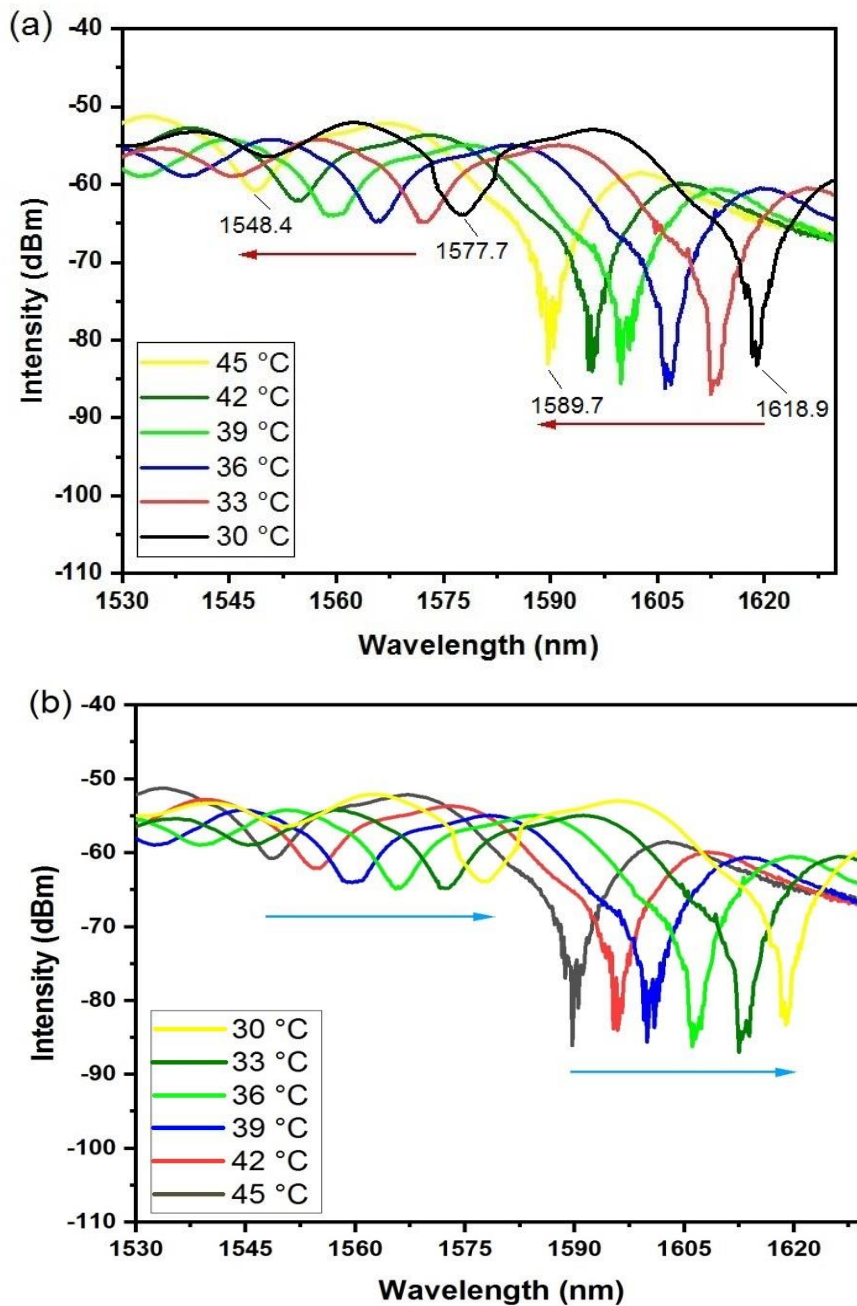 (a)
-40
-50
-60
-70
-80
-90
-100
-110
Intensity (dBm)
1548.4
1577.7
1589.7
1618.9
45 °C
42 °C
39 °C
36 °C
33 °C
30 °C
1530 1545 1560 1575 1590 1605 1620
Wavelength (nm)
(b)
-40
-50
-60
-70
-80
-90
-100
-110
Intensity (dBm)
30 °C
33 °C
36 °C
39 °C
42 °C
45 °C
1530 1545 1560 1575 1590 1605 1620
Wavelength (nm)